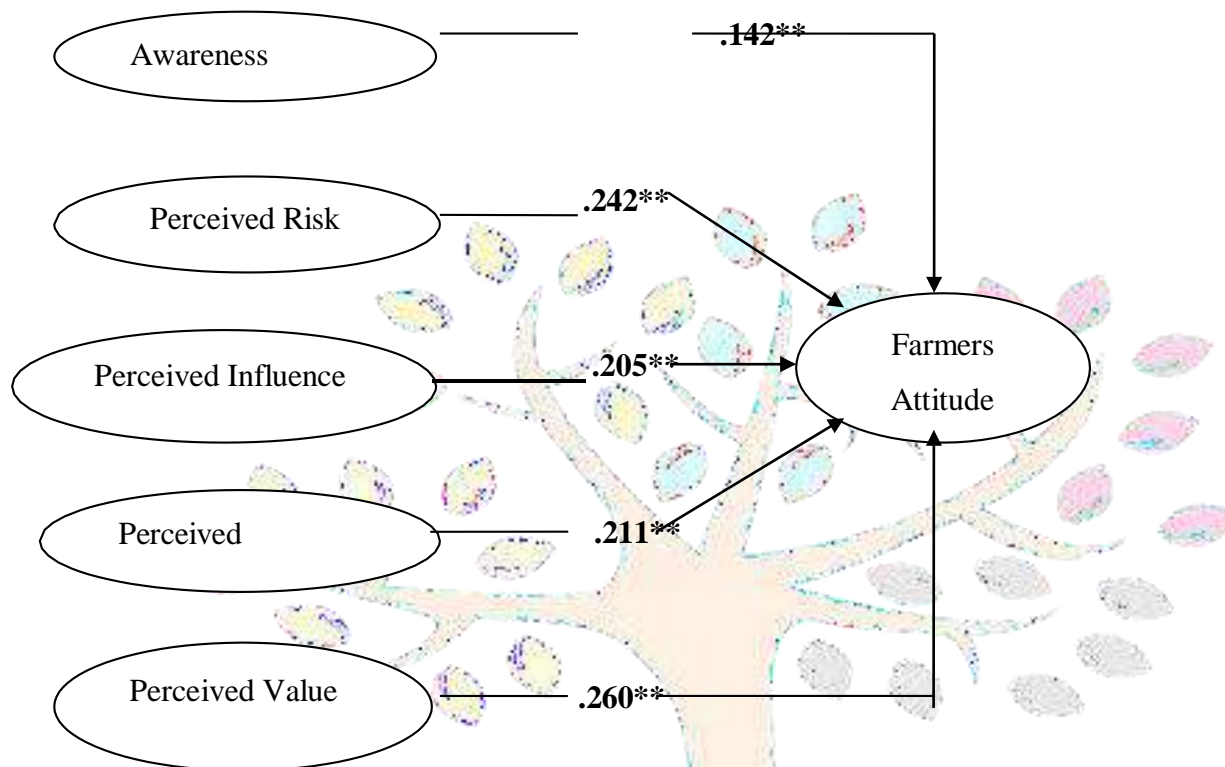 Awareness
.142**
Perceived Risk
.242**
Perceived Influence
.205**
Farmers
Attitude
Perceived
.211**
Perceived Value
.260**